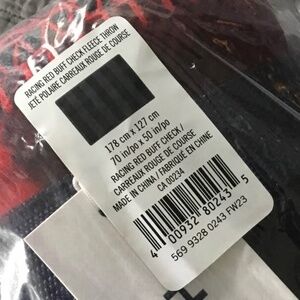 RACING RED BUFF CHECK FLEECE THROW
JETÉ POLAIRE CARREAUX ROUGE DE COURSE
178 cm x 127 cm
70 in/po x 50 in/po
RACING RED BUFF CHECK /
CARREAUX ROUGE DE COURSE
MADE IN CHINA / FABRIQUÉ EN CHINE
CA 00234
4 00932 80243 5
569 9328 0243 FW23